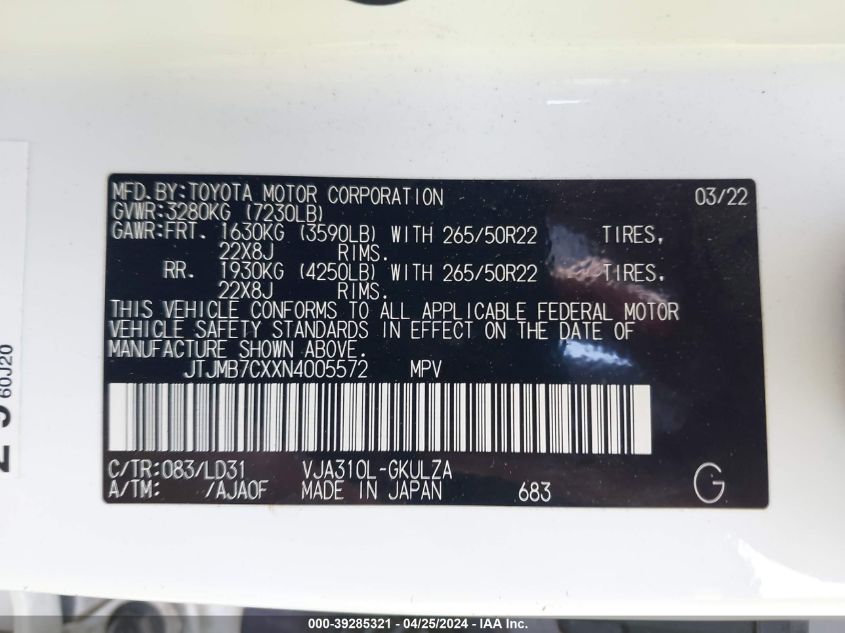 MFD.BY:TOYOTA MOTOR CORPORATION 03/22
GVWR:3280KG (7230LB)
GAWR:FRT. 1630KG (3590LB) WITH 265/50R22 TIRES,
22X8J RIMS.
RR. 1930KG (4250LB) WITH 265/50R22 TIRES,
22X8J RIMS.
THIS VEHICLE CONFORMS TO ALL APPLICABLE FEDERAL MOTOR
VEHICLE SAFETY STANDARDS IN EFFECT ON THE DATE OF
MANUFACTURE SHOWN ABOVE.
JTJMB7CXXN4005572 MPV
C/TR:083/LD31 VJA310L-GKULZA
A/TM: /AJA0F MADE IN JAPAN 683 G
60J20
000-39285321 - 04/25/2024 - IAA Inc.